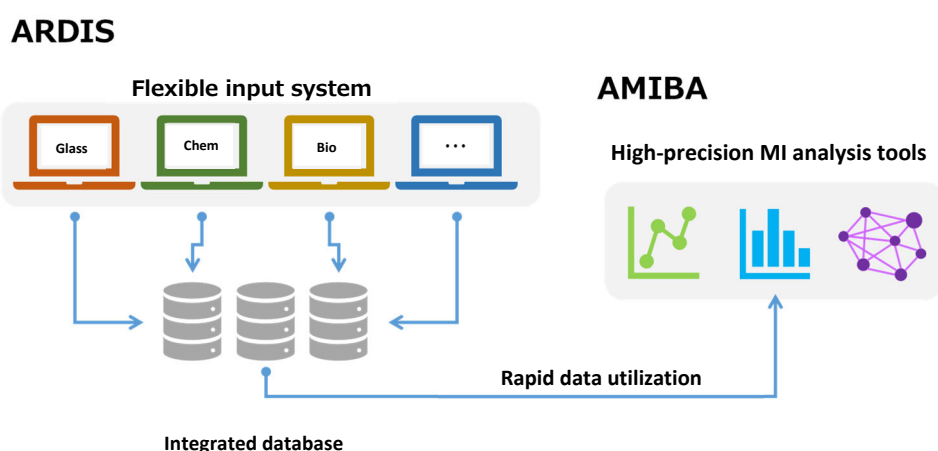 ARDIS
Flexible input system
Glass
Chem
Bio
...
AMIBA
High-precision MI analysis tools
Rapid data utilization
Integrated database